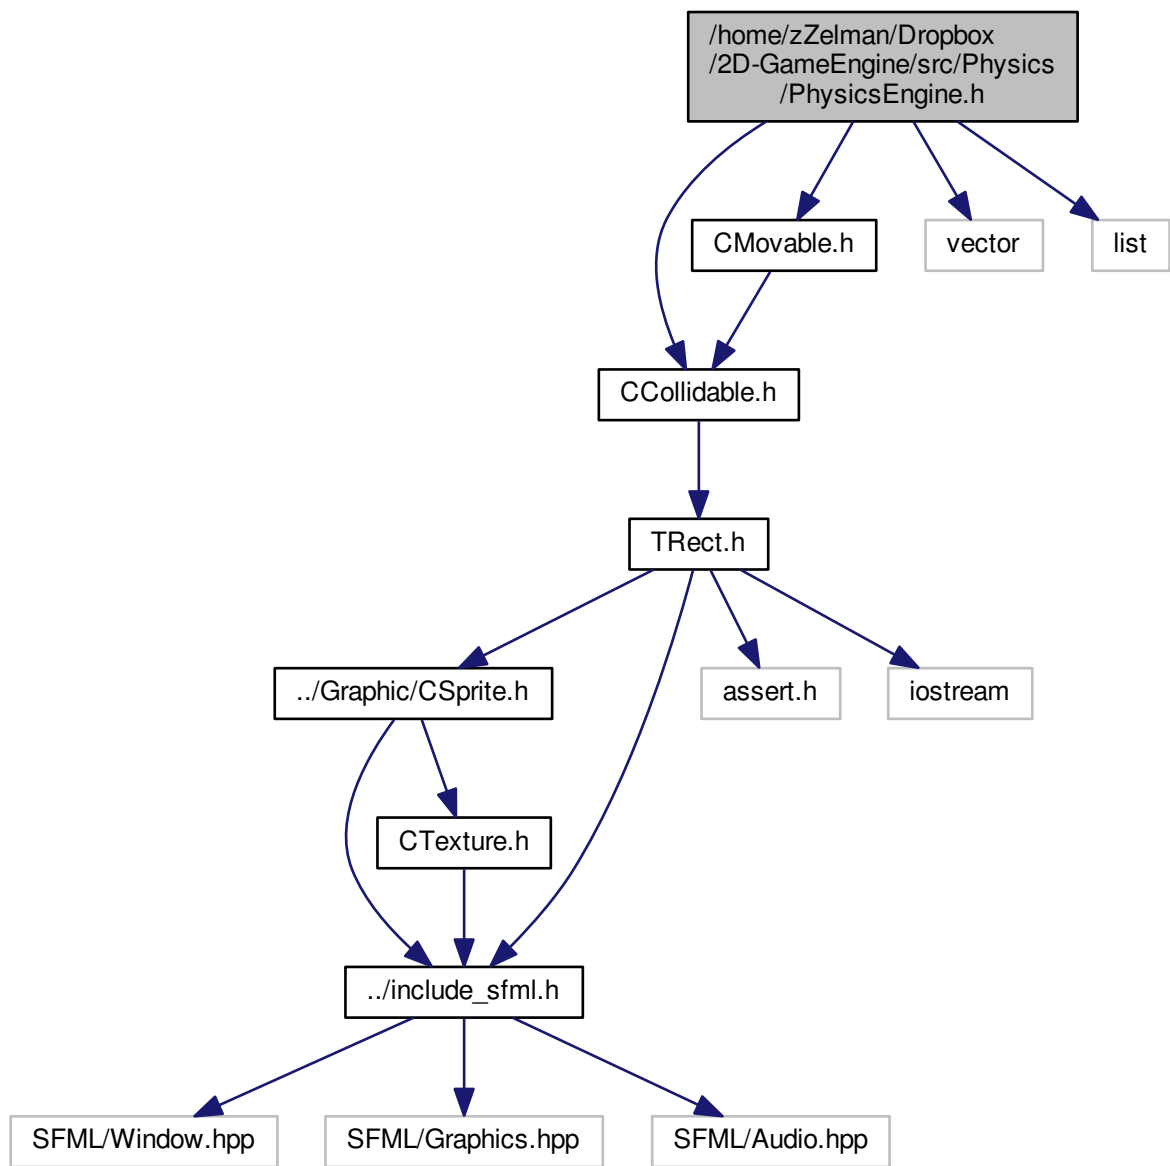 /home/zZelman/Dropbox
/2D-GameEngine/src/Physics
/PhysicsEngine.h
CMovable.h
vector
list
CCollidable.h
TRect.h
../Graphic/CSprite.h
assert.h
iostream
CTexture.h
../include_sfml.h
SFML/Window.hpp
SFML/Graphics.hpp
SFML/Audio.hpp